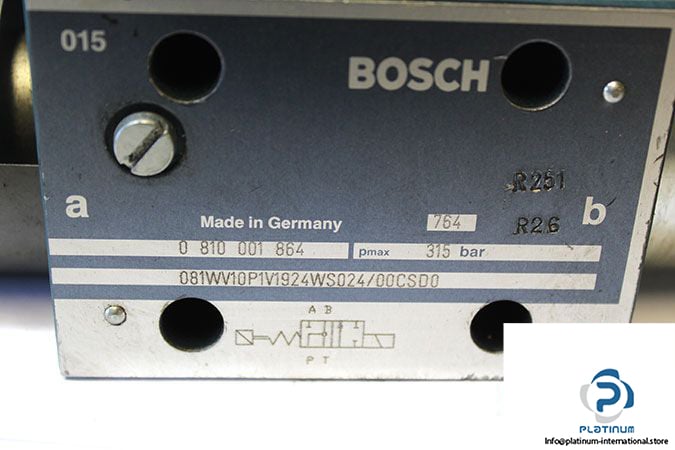 015
BOSCH
R251
a
b
Made in Germany
764
R26
0 810 001 864
pmax 315 bar
081WV10P1V1924WS024/00CSD0
A B
P T
P
PLATINUM
Info@platinum-international.store